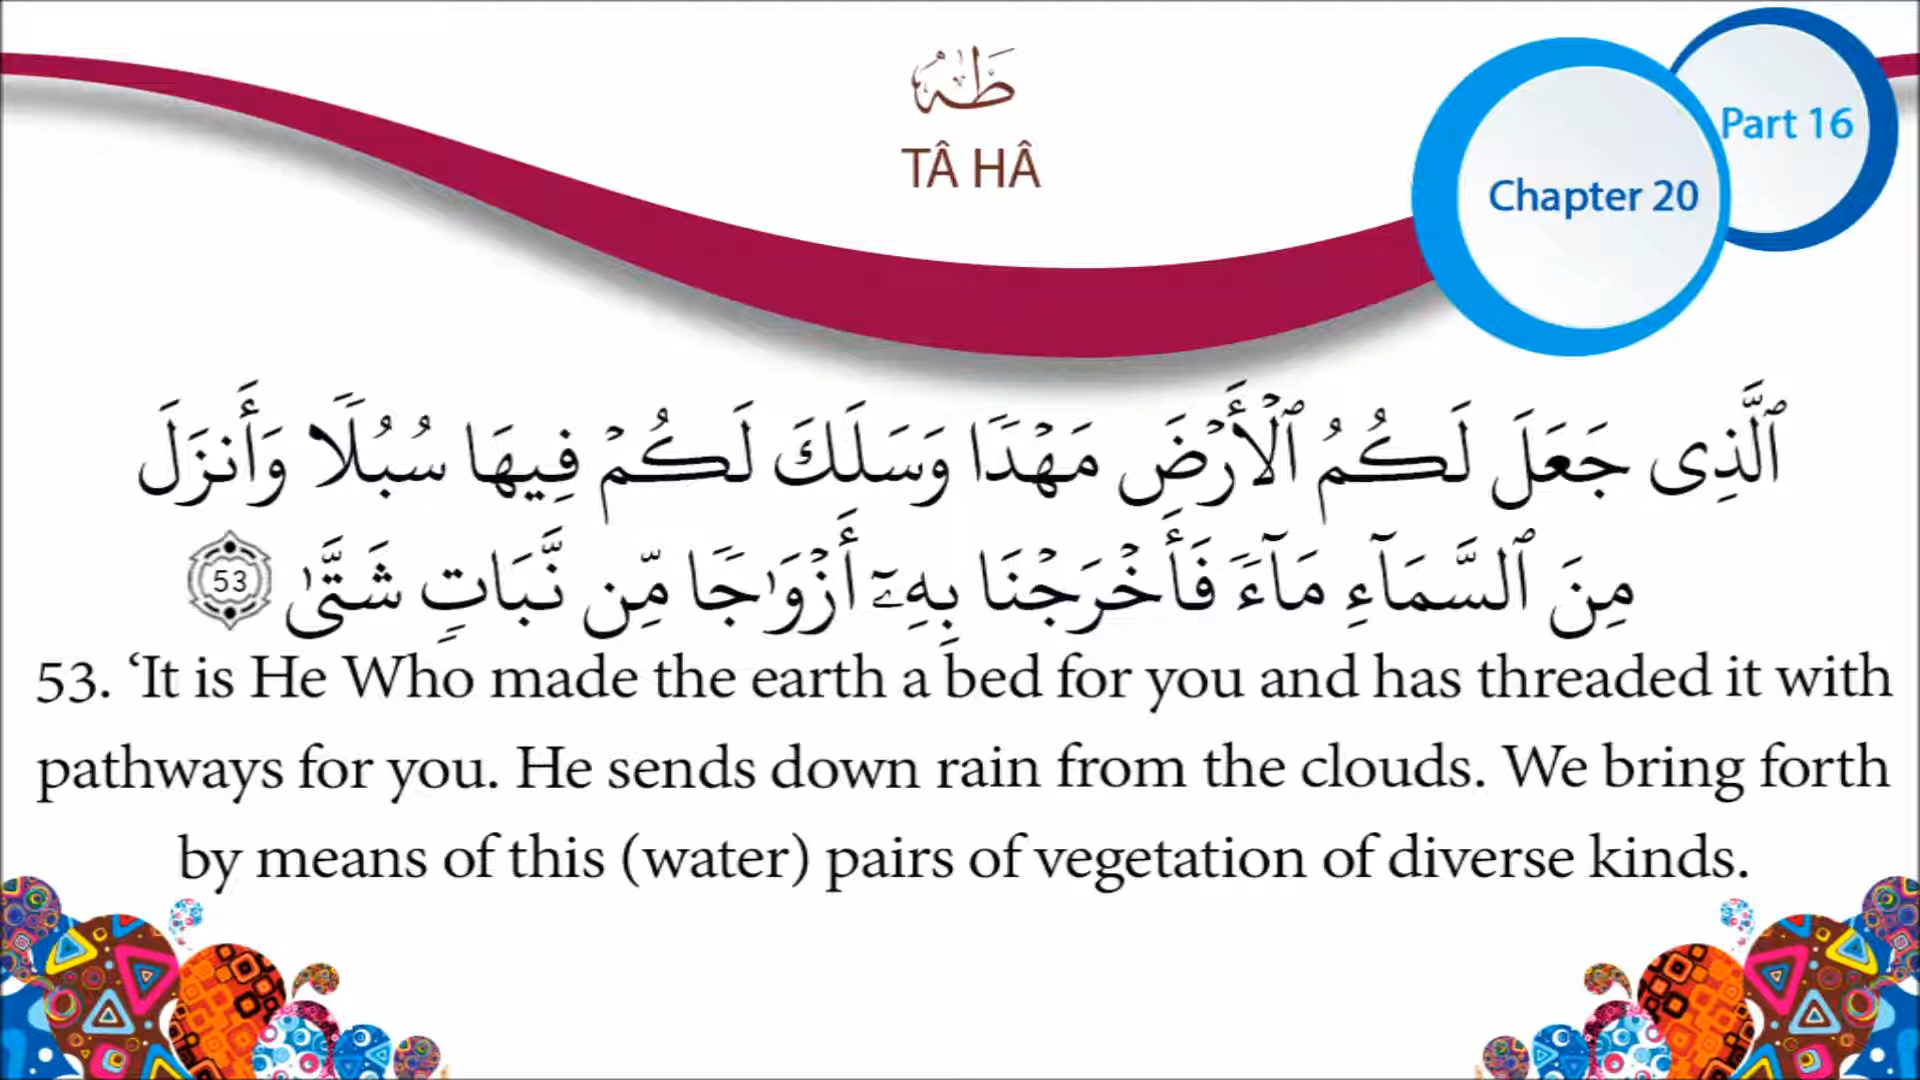 طه
TÂ HÂ
Part 16
Chapter 20
ٱلَّذِى جَعَلَ لَكُمُ ٱلْأَرْضَ مَهْدًا وَسَلَكَ لَكُمْ فِيهَا سُبُلًا وَأَنزَلَ
مِنَ ٱلسَّمَآءِ مَآءً فَأَخْرَجْنَا بِهِۦٓ أَزْوَٰجًا مِّن نَّبَاتٍ شَتَّىٰ 53
53. ‘It is He Who made the earth a bed for you and has threaded it with
pathways for you. He sends down rain from the clouds. We bring forth
by means of this (water) pairs of vegetation of diverse kinds.